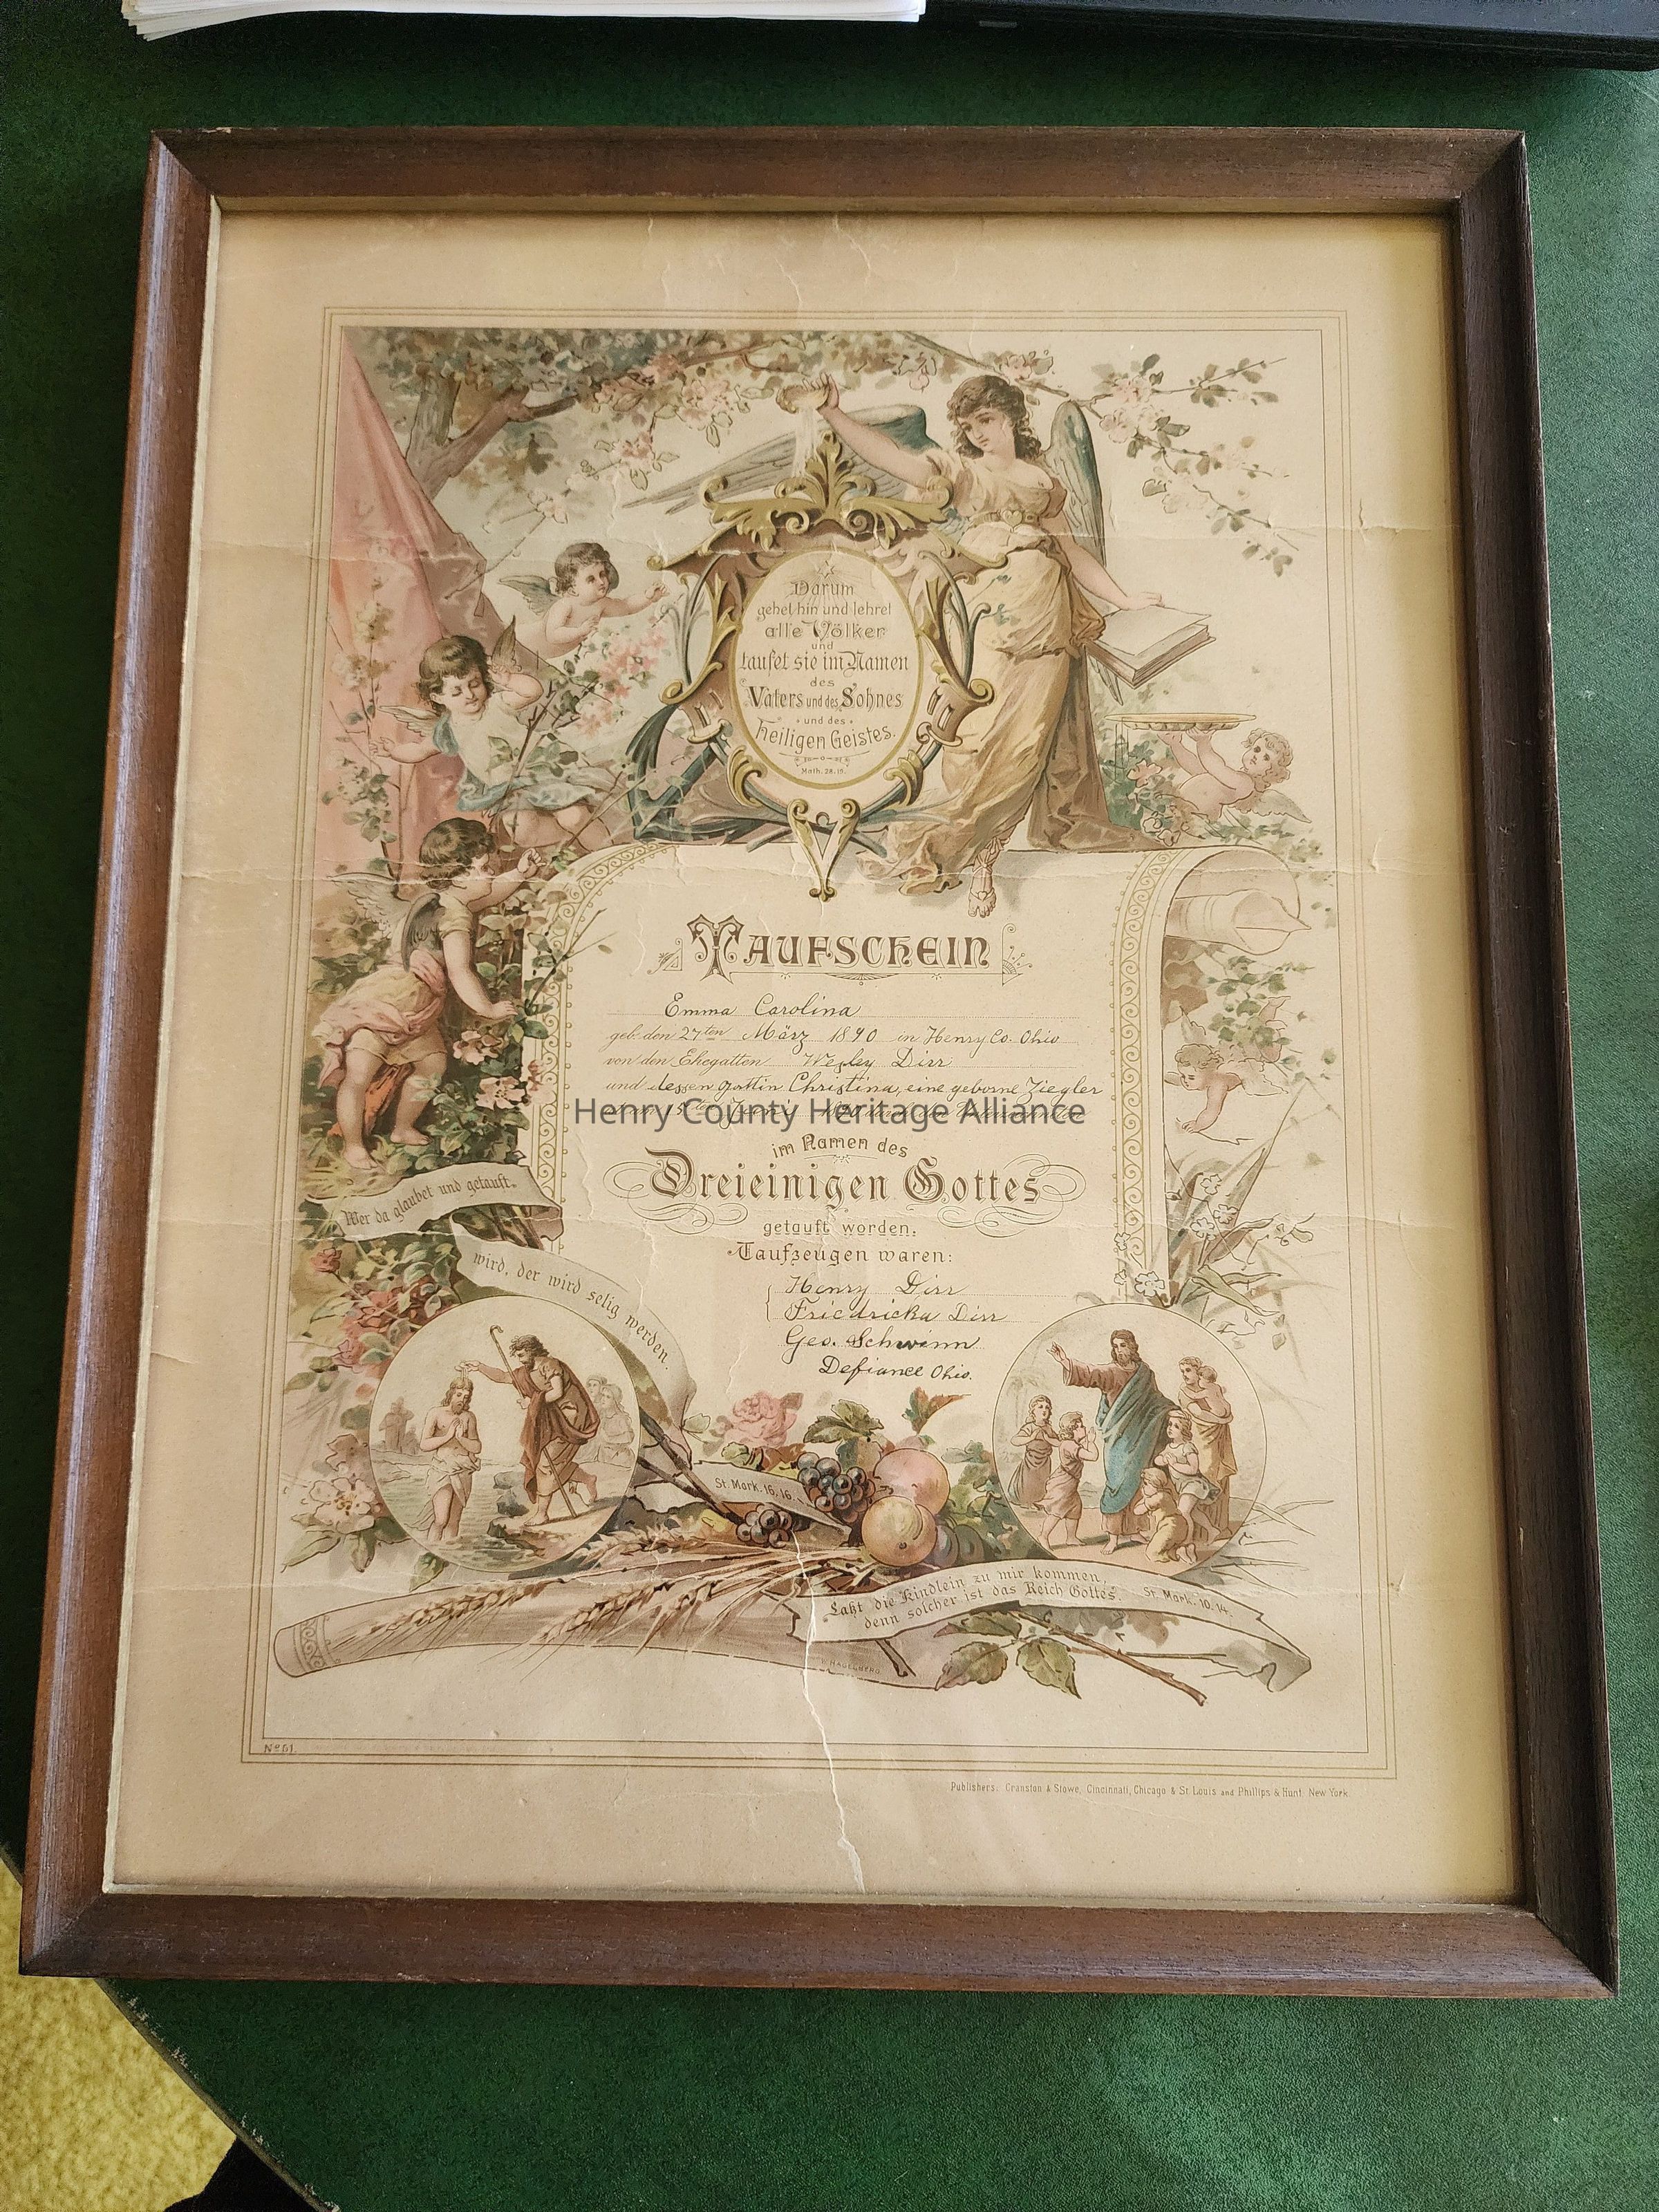 Darum
gehet hin und lehret
alle Völker
und
taufet sie im Namen
des
Vaters und des Sohnes
und des
heiligen Geistes.
Math. 28.19.
TAUFSCHEIN
Emma Carolina
geb. den 27ten März 1890 in Henry Co. Ohio
von den Ehegatten Wesley Dirr
und dessen gattin Christina, eine geborne Ziegler
Henry County Heritage Alliance
im Namen des
Dreieinigen Gottes
getauft worden.
Taufzeugen waren:
Henry Dirr
Friedricka Dirr
Geo. Schwinn
Defiance Ohio.
Wer da glaubet und getauft
wird, der wird selig werden.
St. Mark. 16, 16.
Laßt die Kindlein zu mir kommen,
denn solcher ist das Reich Gottes. St. Mark. 10, 14.
HAGELBERG
No 51.
Publishers: Cranston & Stowe, Cincinnati, Chicago & St. Louis and Phillips & Hunt New York.